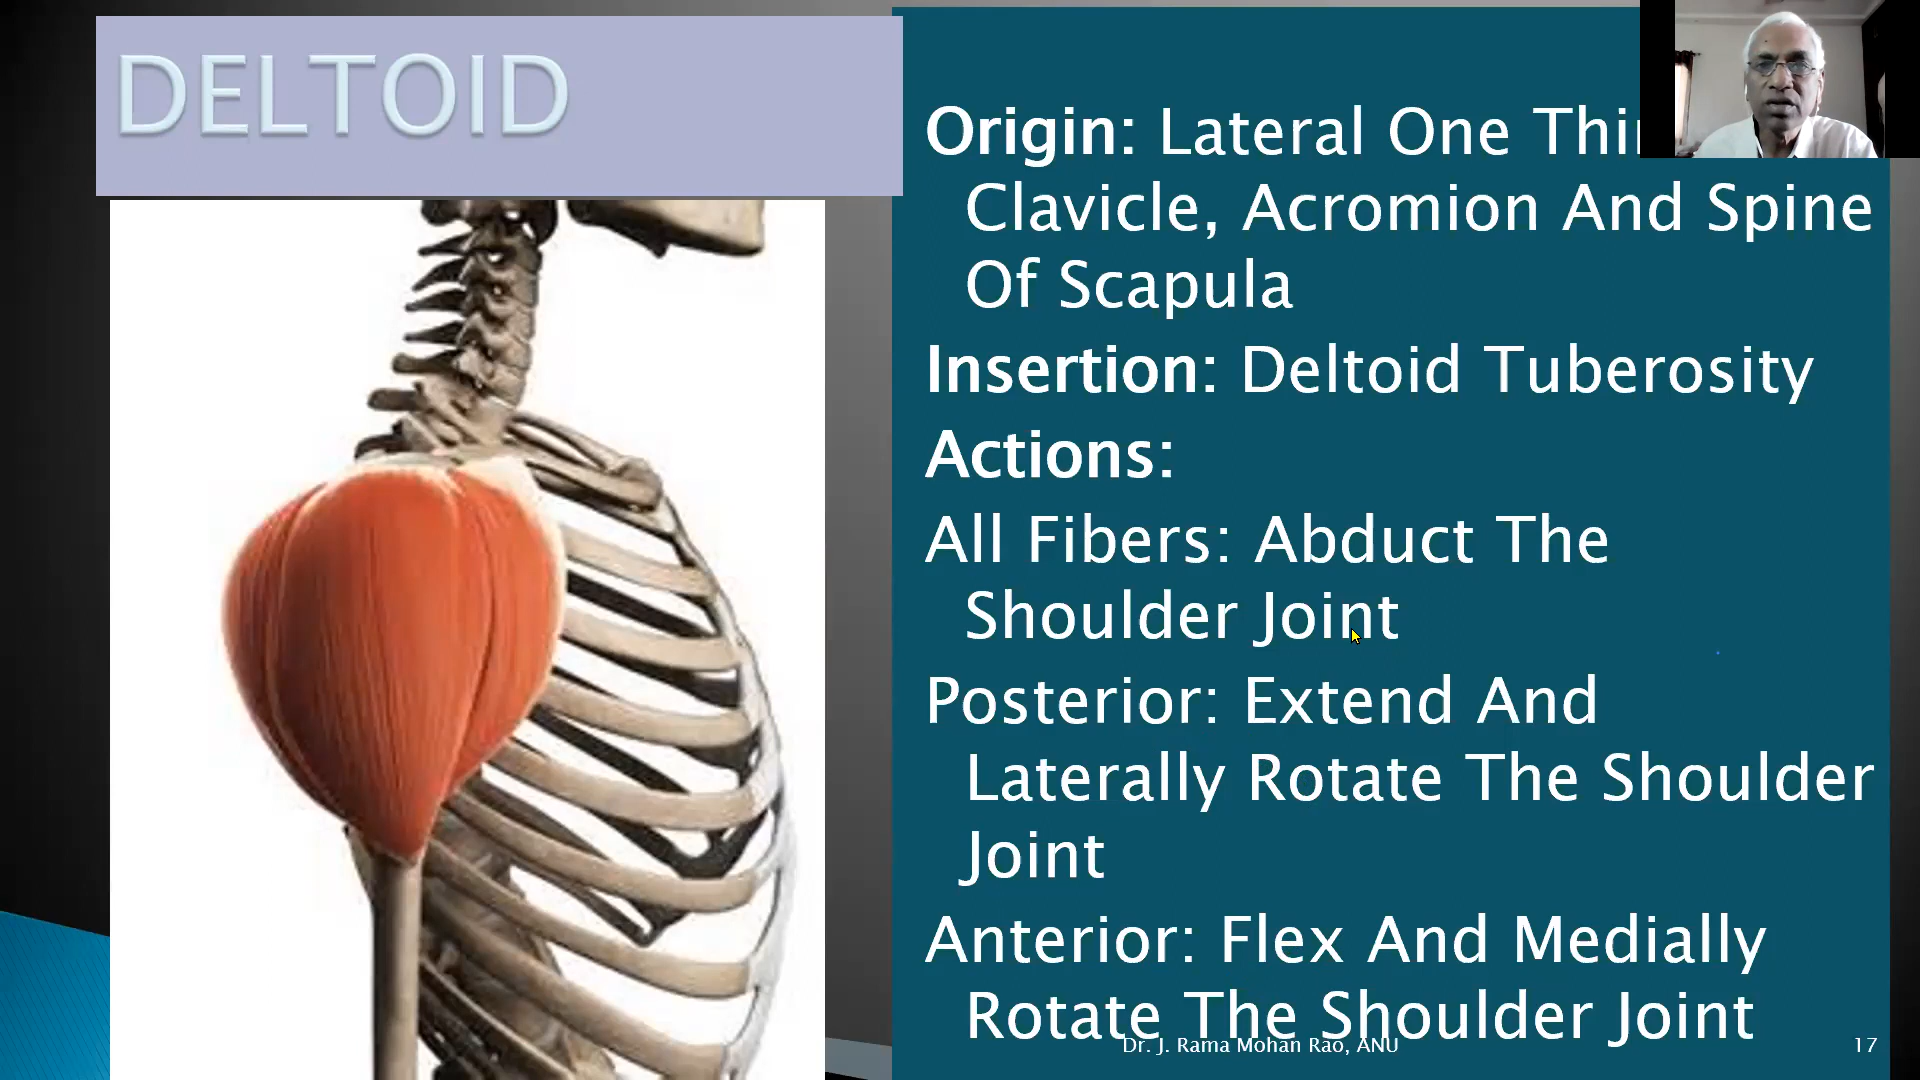 DELTOID
Origin: Lateral One
Clavicle, Acromion And Spine
Of Scapula
Insertion: Deltoid Tuberosity
Actions:
All Fibers: Abduct The
Shoulder Joint
Posterior: Extend And
Laterally Rotate The Shoulder
Joint
Anterior: Flex And Medially
Rotate The Shoulder Joint
Dr. J. Rama Mohan Rao, ANU
17